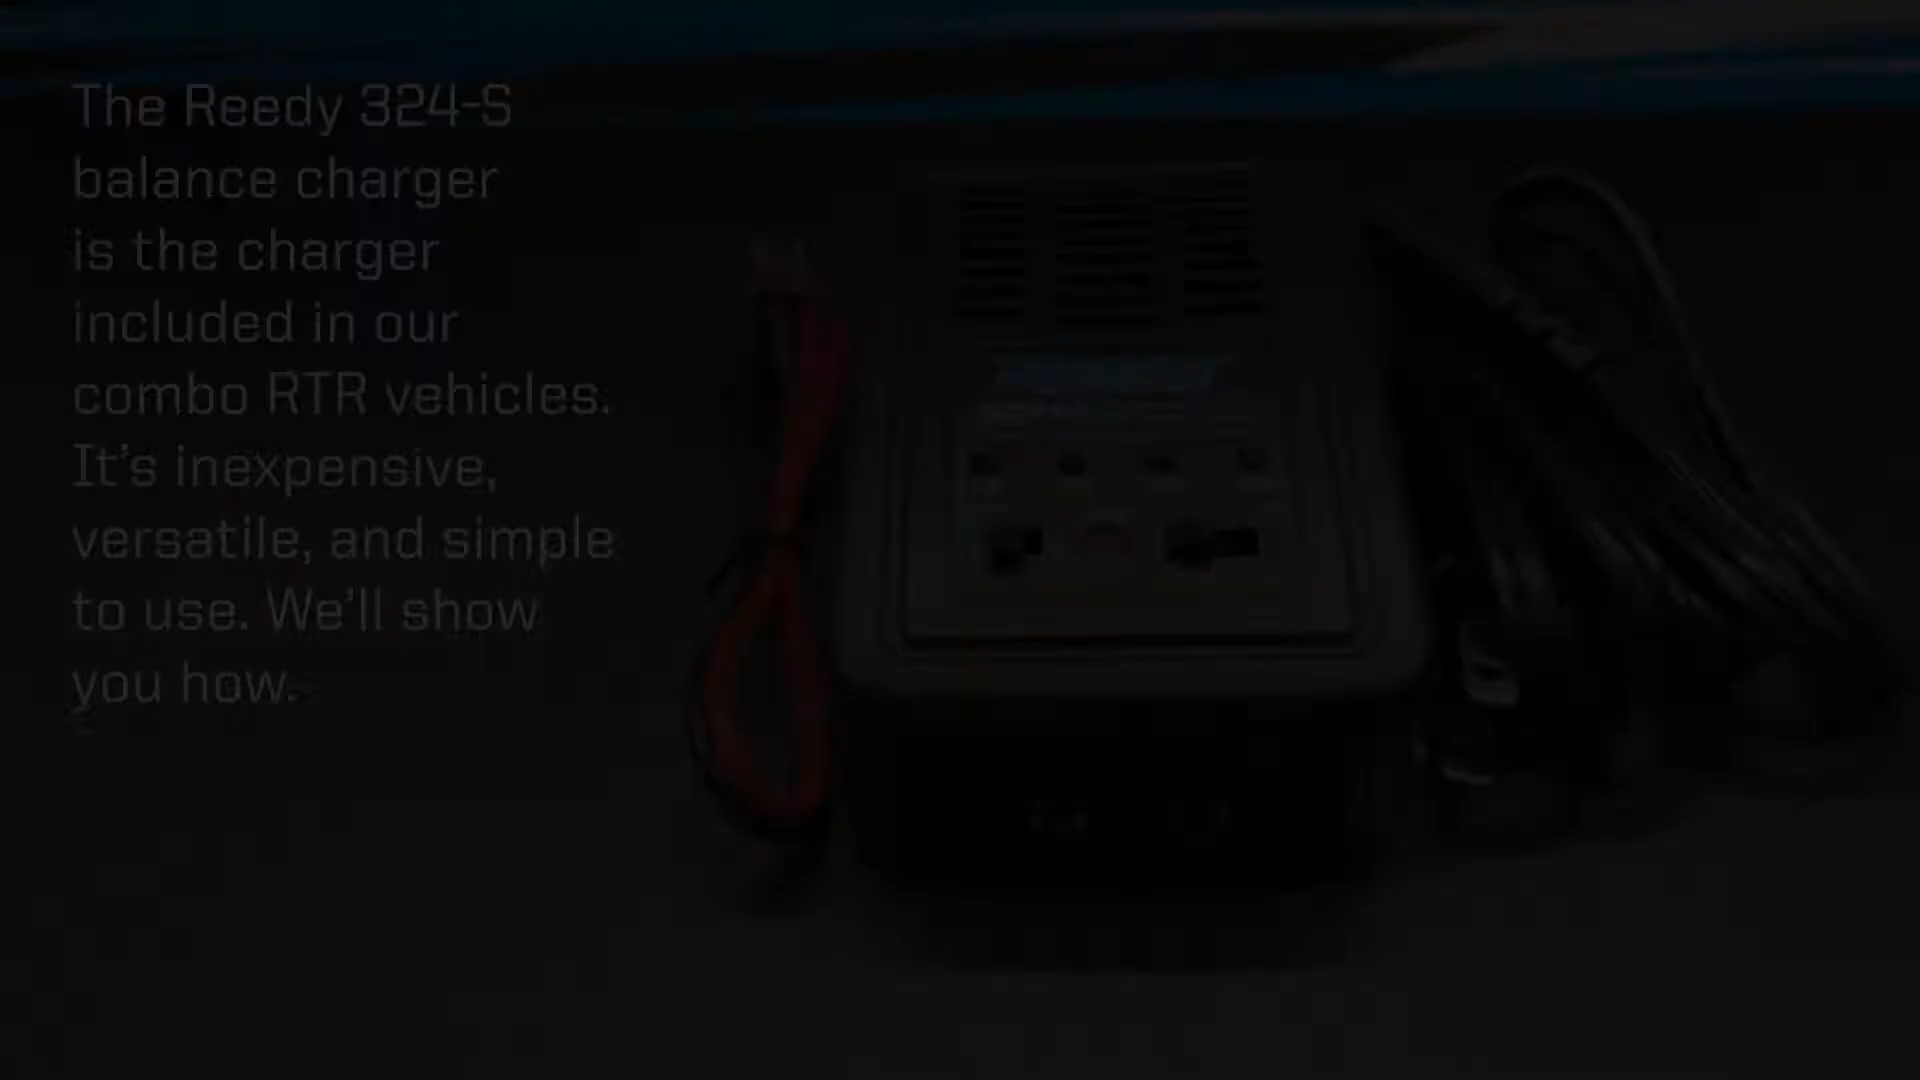 The Reedy 324-S
balance charger
is the charger
included in our
combo RTR vehicles.
It's inexpensive,
versatile, and simple
to use. We'll show
you how.